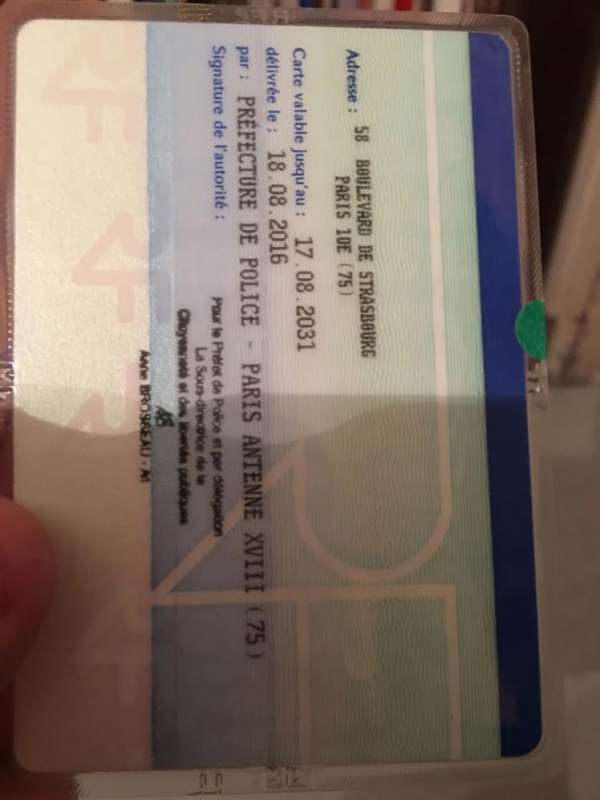 Adresse : 58 BOULEVARD DE STRASBOURG
PARIS 10E (75)
Carte valable jusqu'au : 17.08.2031
délivrée le : 18.08.2016
par : PRÉFECTURE DE POLICE - PARIS ANTENNE XVIII (75)
Signature de l'autorité :
Pour le Préfet de Police et par délégation
La Sous-directrice de la
Citoyenneté et des libertés publiques
Anne BROSSEAU